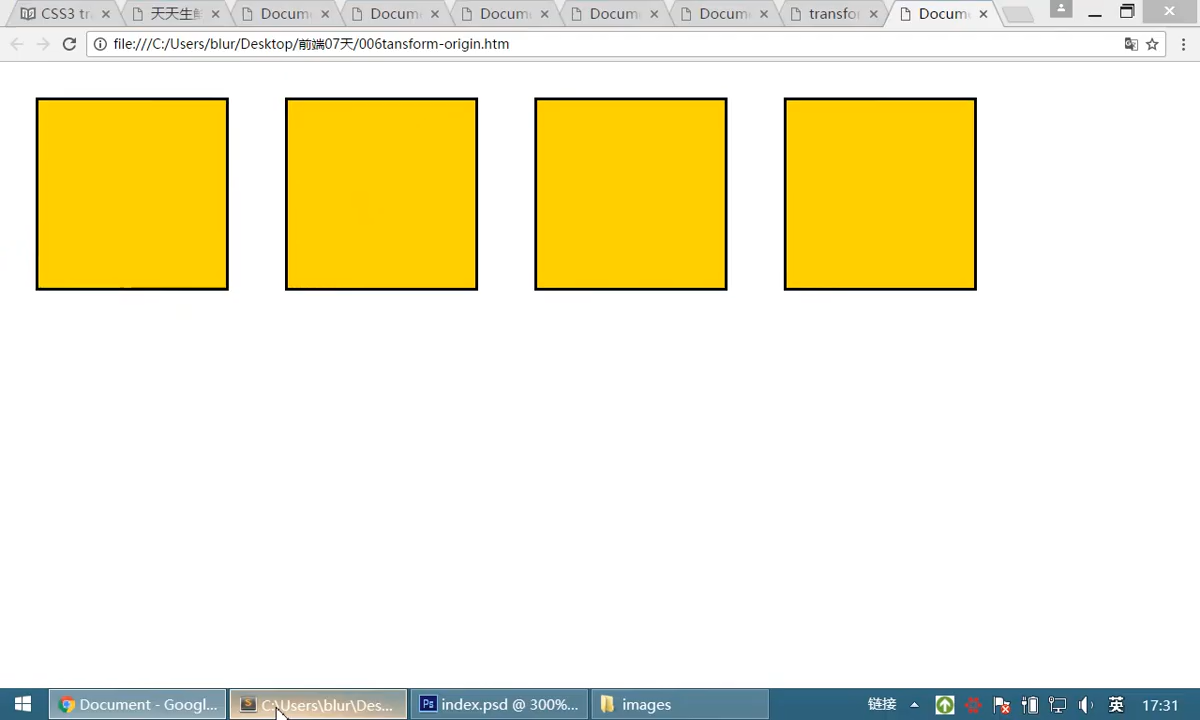 CSS3 tr
天天生鲜
Docum
Docum
Docum
Docum
Docum
transfor
Docum
file:///C:/Users/blur/Desktop/前端07天/006tansform-origin.htm
Document - Googl...
C:\Users\blur\Des...
index.psd @ 300%...
images
链接
英
17:31